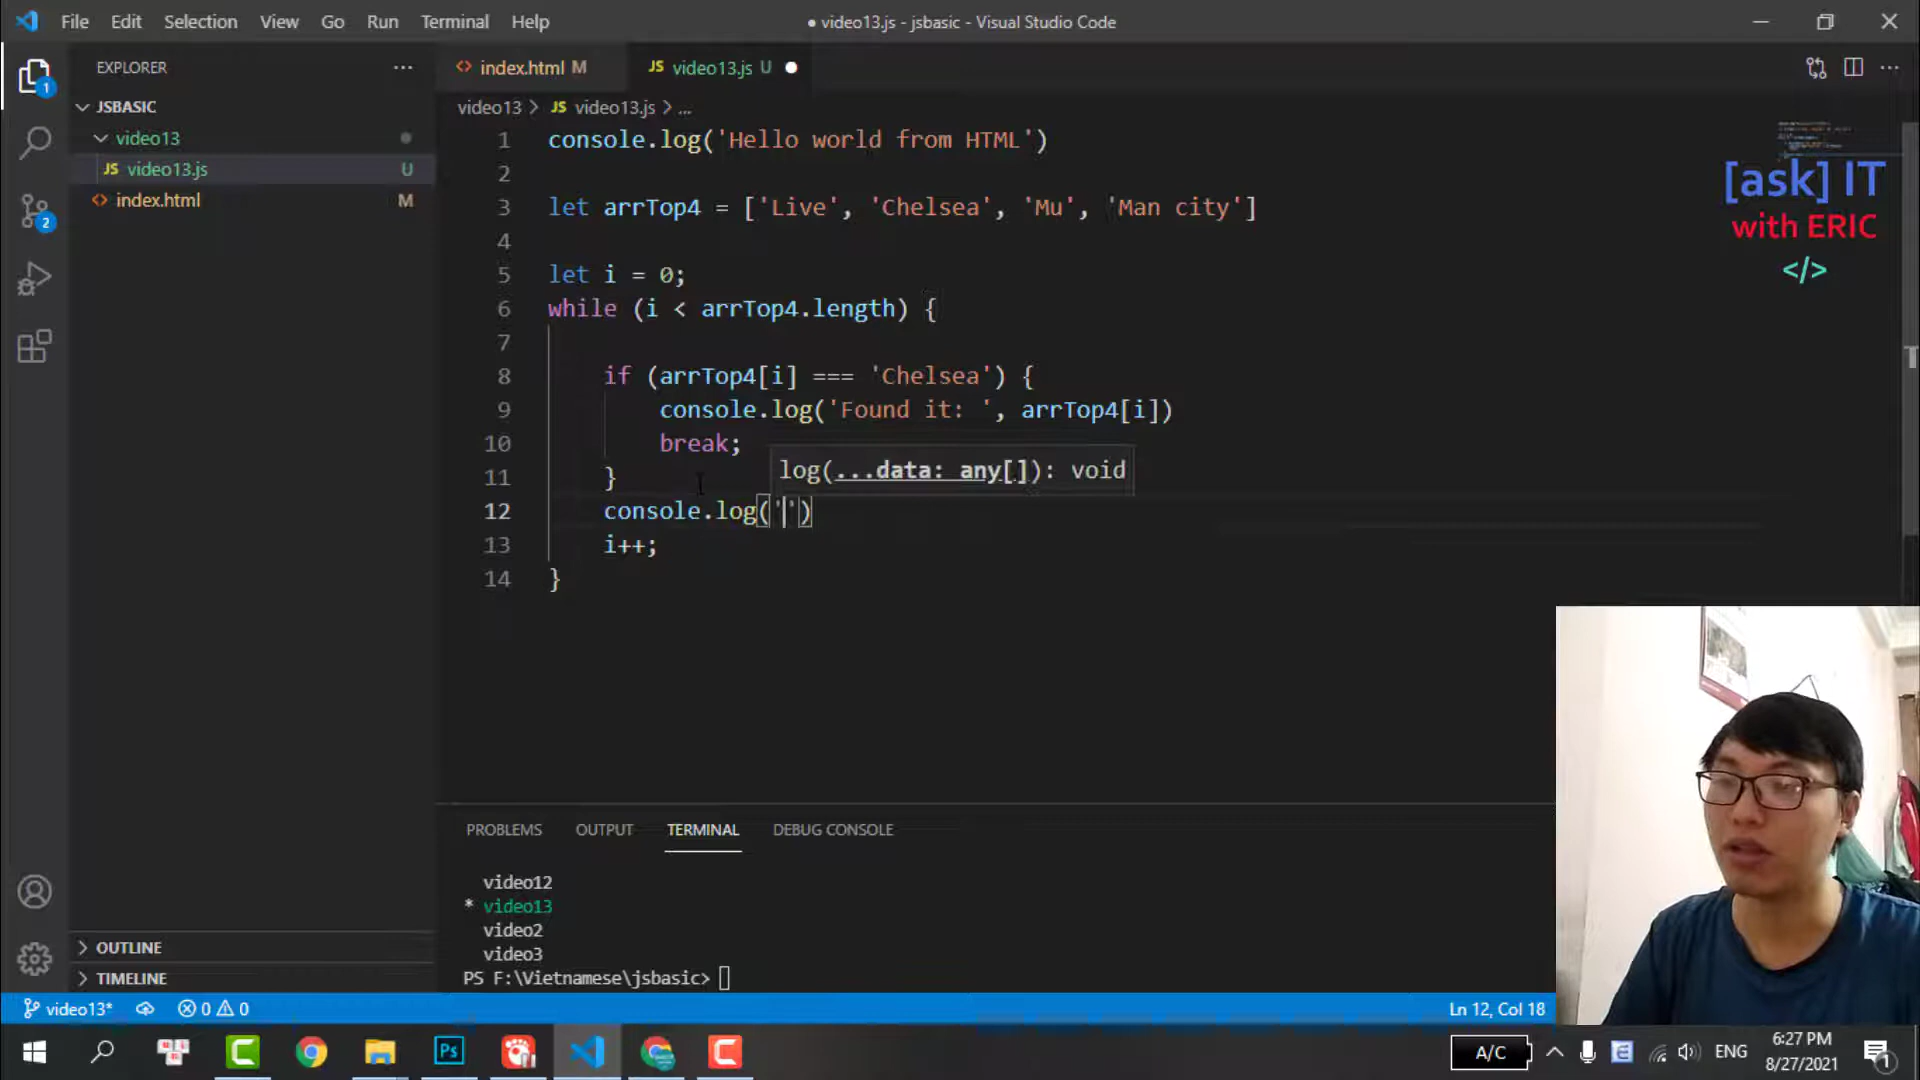 File Edit Selection View Go Run Terminal Help
● video13.js - jsbasic - Visual Studio Code
EXPLORER
JSBASIC
video13
JS video13.js U
<> index.html M
OUTLINE
TIMELINE
<> index.html M
JS video13.js U ●
video13 > JS video13.js > ...
1 console.log('Hello world from HTML')
2
3 let arrTop4 = ['Live', 'Chelsea', 'Mu', 'Man city']
4
5 let i = 0;
6 while (i < arrTop4.length) {
7
8 if (arrTop4[i] === 'Chelsea') {
9 console.log('Found it: ', arrTop4[i])
10 break;
11 }
log(...data: any[]): void
12 console.log('')
13 i++;
14 }
[ask] IT
with ERIC
</>
PROBLEMS OUTPUT TERMINAL DEBUG CONSOLE
video12
* video13
video2
video3
PS F:\Vietnamese\jsbasic>
video13* 0 0
Ln 12, Col 18
1
2
Ps
A/C
ENG
6:27 PM
8/27/2021
1